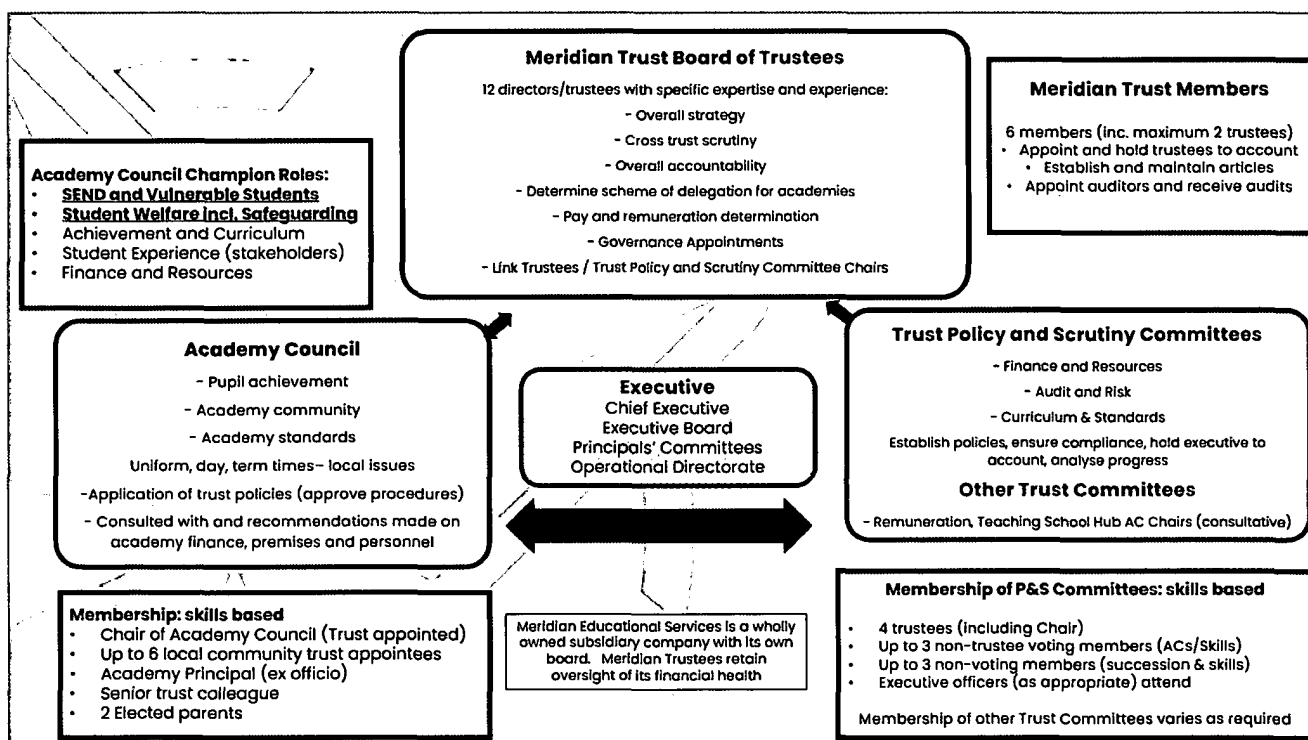 Meridian Trust Board of Trustees
12 directors/trustees with specific expertise and experience:
- Overall strategy
- Cross trust scrutiny
- Overall accountability
- Determine scheme of delegation for academies
- Pay and remuneration determination
- Governance Appointments
- Link Trustees / Trust Policy and Scrutiny Committee Chairs
Meridian Trust Members
6 members (inc. maximum 2 trustees)
• Appoint and hold trustees to account
• Establish and maintain articles
• Appoint auditors and receive audits
Academy Council Champion Roles:
• SEND and Vulnerable Students
• Student Welfare incl. Safeguarding
• Achievement and Curriculum
• Student Experience (stakeholders)
• Finance and Resources
Academy Council
- Pupil achievement
- Academy community
- Academy standards
Uniform, day, term times– local issues
-Application of trust policies (approve procedures)
- Consulted with and recommendations made on
academy finance, premises and personnel
Executive
Chief Executive
Executive Board
Principals' Committees
Operational Directorate
Trust Policy and Scrutiny Committees
- Finance and Resources
- Audit and Risk
- Curriculum & Standards
Establish policies, ensure compliance, hold executive to
account, analyse progress
Other Trust Committees
- Remuneration, Teaching School Hub AC Chairs (consultative)
Membership: skills based
• Chair of Academy Council (Trust appointed)
• Up to 6 local community trust appointees
• Academy Principal (ex officio)
• Senior trust colleague
• 2 Elected parents
Meridian Educational Services is a wholly
owned subsidiary company with its own
board. Meridian Trustees retain
oversight of its financial health
Membership of P&S Committees: skills based
• 4 trustees (including Chair)
• Up to 3 non-trustee voting members (ACs/Skills)
• Up to 3 non-voting members (succession & skills)
• Executive officers (as appropriate) attend
Membership of other Trust Committees varies as required